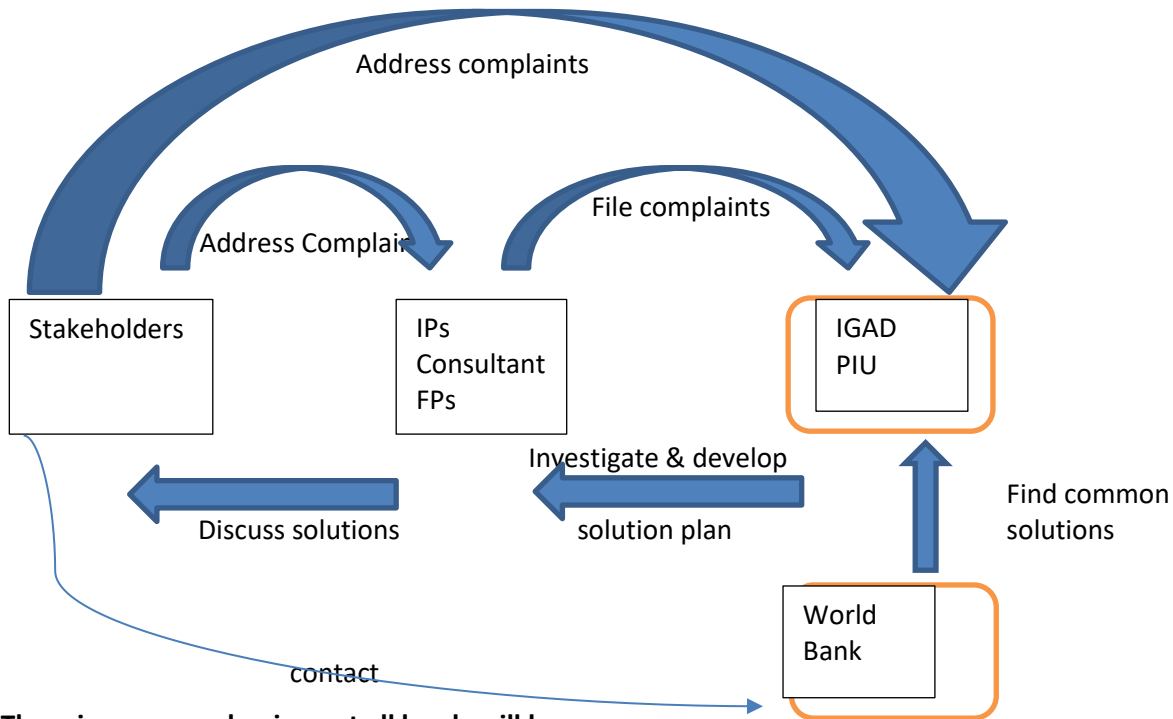 Address complaints
File complaints
Address Complain
Stakeholders
IPs
Consultant
FPs
IGAD
PIU
Investigate & develop
solution plan
Discuss solutions
Find common
solutions
World
Bank
contact